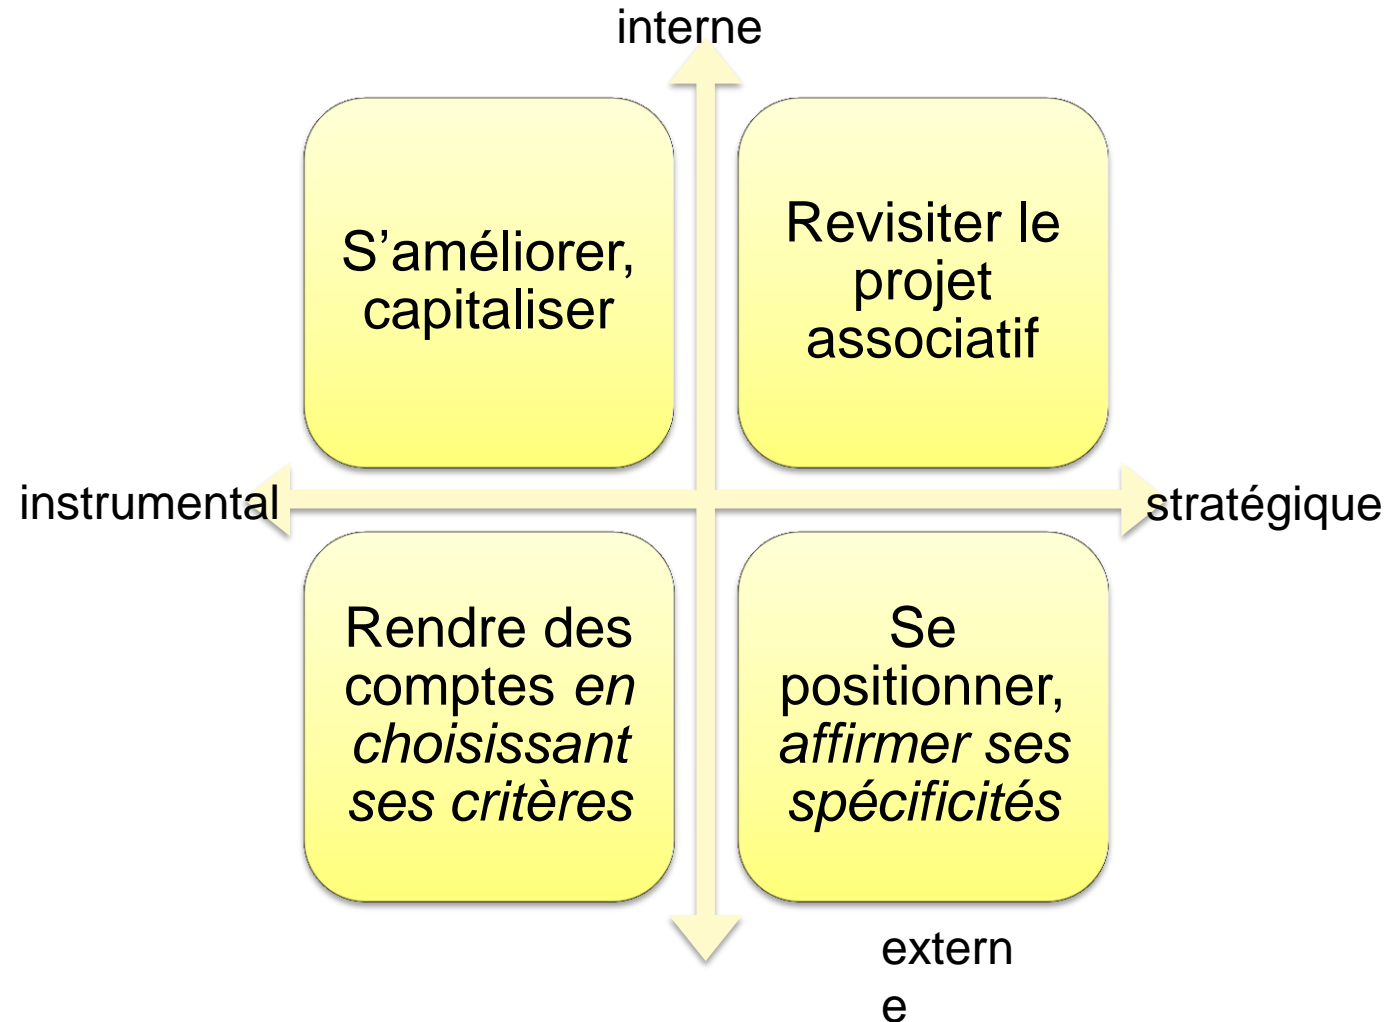 interne
S’améliorer,
capitaliser
Revisiter le
projet
associatif
instrumental
stratégique
Rendre des
comptes en
choisissant
ses critères
Se
positionner,
affirmer ses
spécificités
extern
e